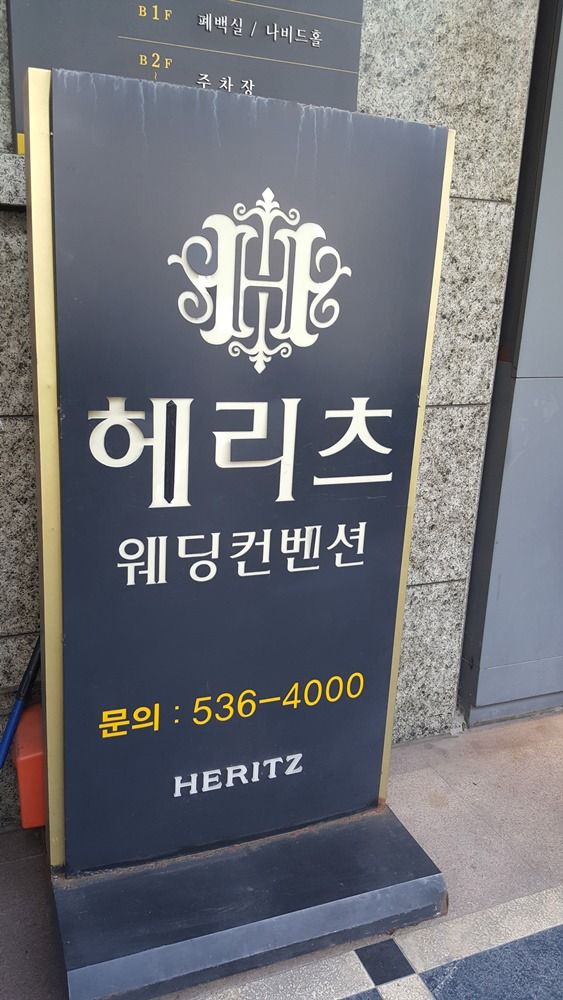 B1F 폐백실 / 나비드홀
B2F 주차장
~
H
헤리츠
웨딩컨벤션
문의 : 536-4000
HERITZ